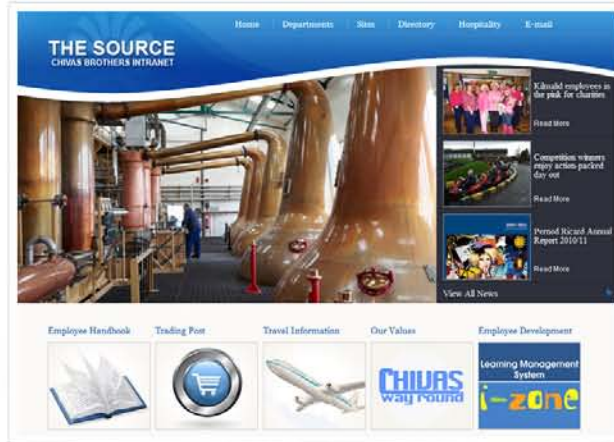 Home
Departments
Sites
Directory
Hospitality
E-mail
THE SOURCE
CHIVAS BROTHERS INTRANET
Kilmalid employees in
the pink for charities
Read More
Competition winners
enjoy action-packed
day out
Read More
Pernod Ricard Annual
Report 2010/11
Read More
View All News
Employee Handbook
Trading Post
Travel Information
Our Values
Employee Development
CHIVAS
way round
Learning Management
System
i-zone